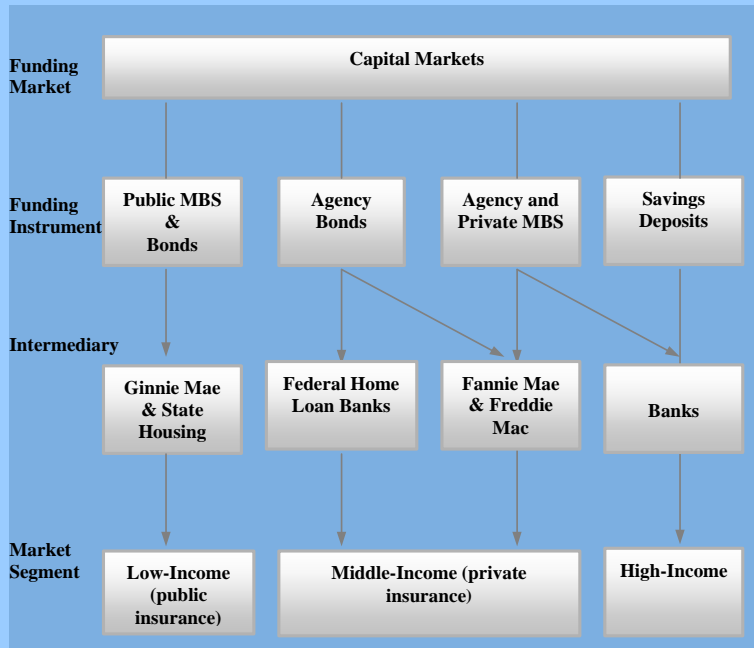 Funding
Market
Capital Markets
Funding
Instrument
Public MBS
&
Bonds
Agency
Bonds
Agency and
Private MBS
Savings
Deposits
Intermediary
Ginnie Mae
& State
Housing
Federal Home
Loan Banks
Fannie Mae
& Freddie
Mac
Banks
Market
Segment
Low-Income
(public
insurance)
Middle-Income (private
insurance)
High-Income